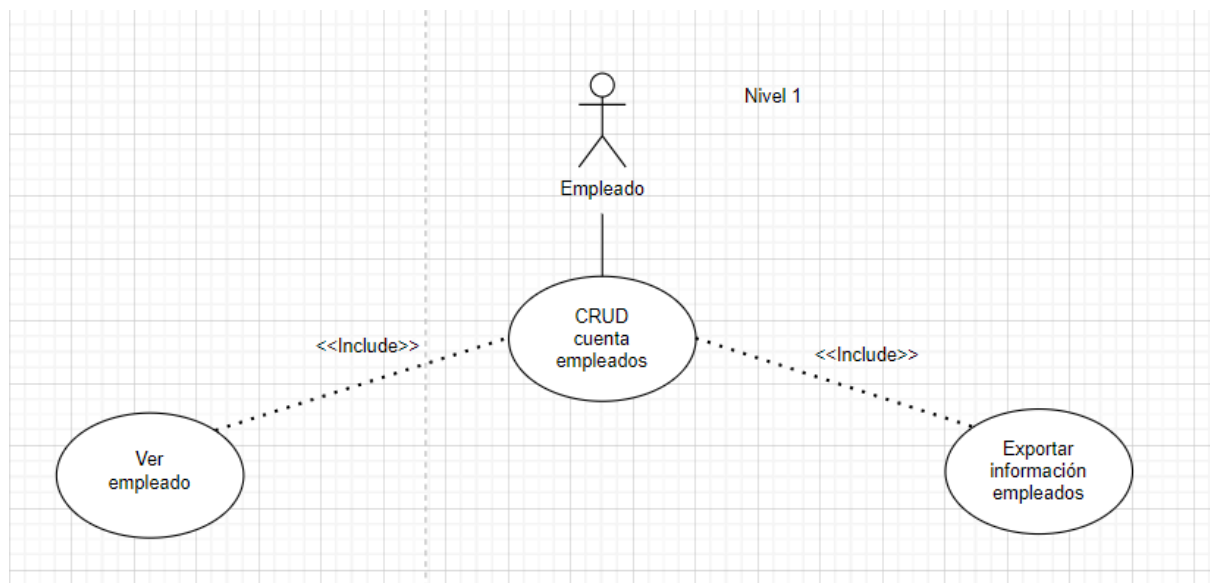 Nivel 1
Empleado
CRUD
cuenta
empleados
<<Include>>
<<Include>>
Ver
empleado
Exportar
información
empleados